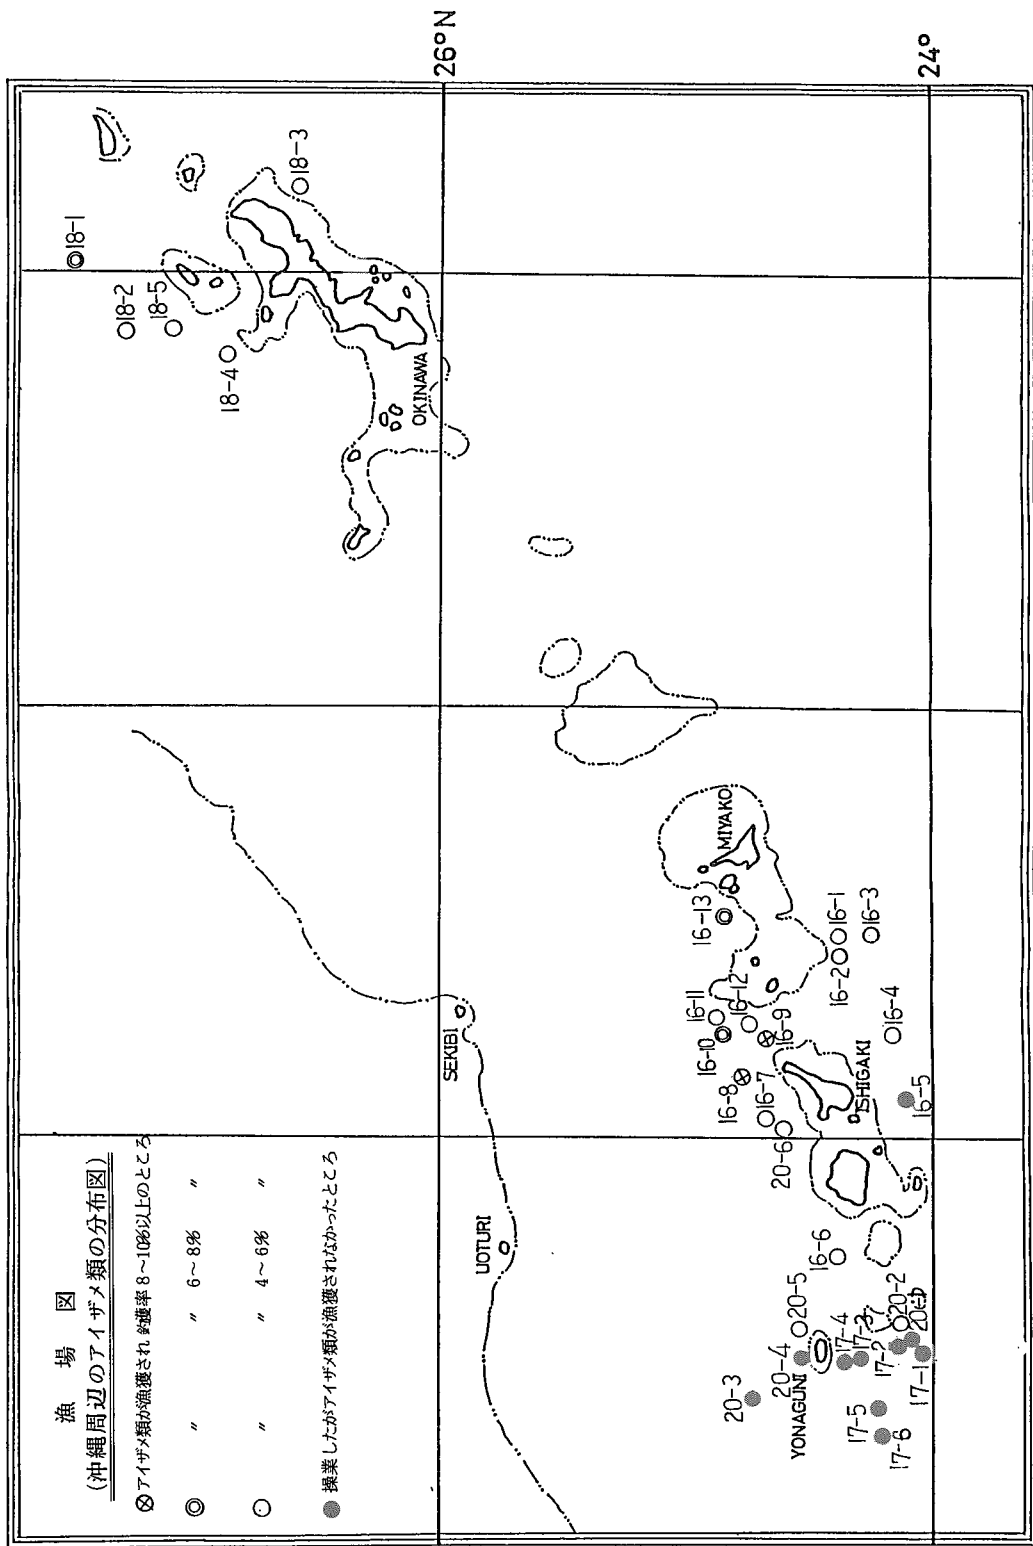 漁場図
(沖縄周辺のアイザメ類の分布図)
⊗ アイザメ類が漁獲され 釣獲率 8~10%以上のところ
◎ 〃 〃 6~8% 〃
○ 〃 〃 4~6% 〃
● 操業したがアイザメ類が漁獲されなかったところ
26°N
24°
18-1
18-2
18-5
18-4
18-3
OKINAWA
SEKIBI
UOTURI
MIYAKO
16-13
16-12
16-11
16-10
16-9
16-8
16-7
20-6
16-1
16-2
16-3
16-4
ISHIGAKI
16-5
16-6
20-5
20-4
20-3
YONAGUNI
17-4
17-3
20-2
17-2
17-1
17-5
17-6